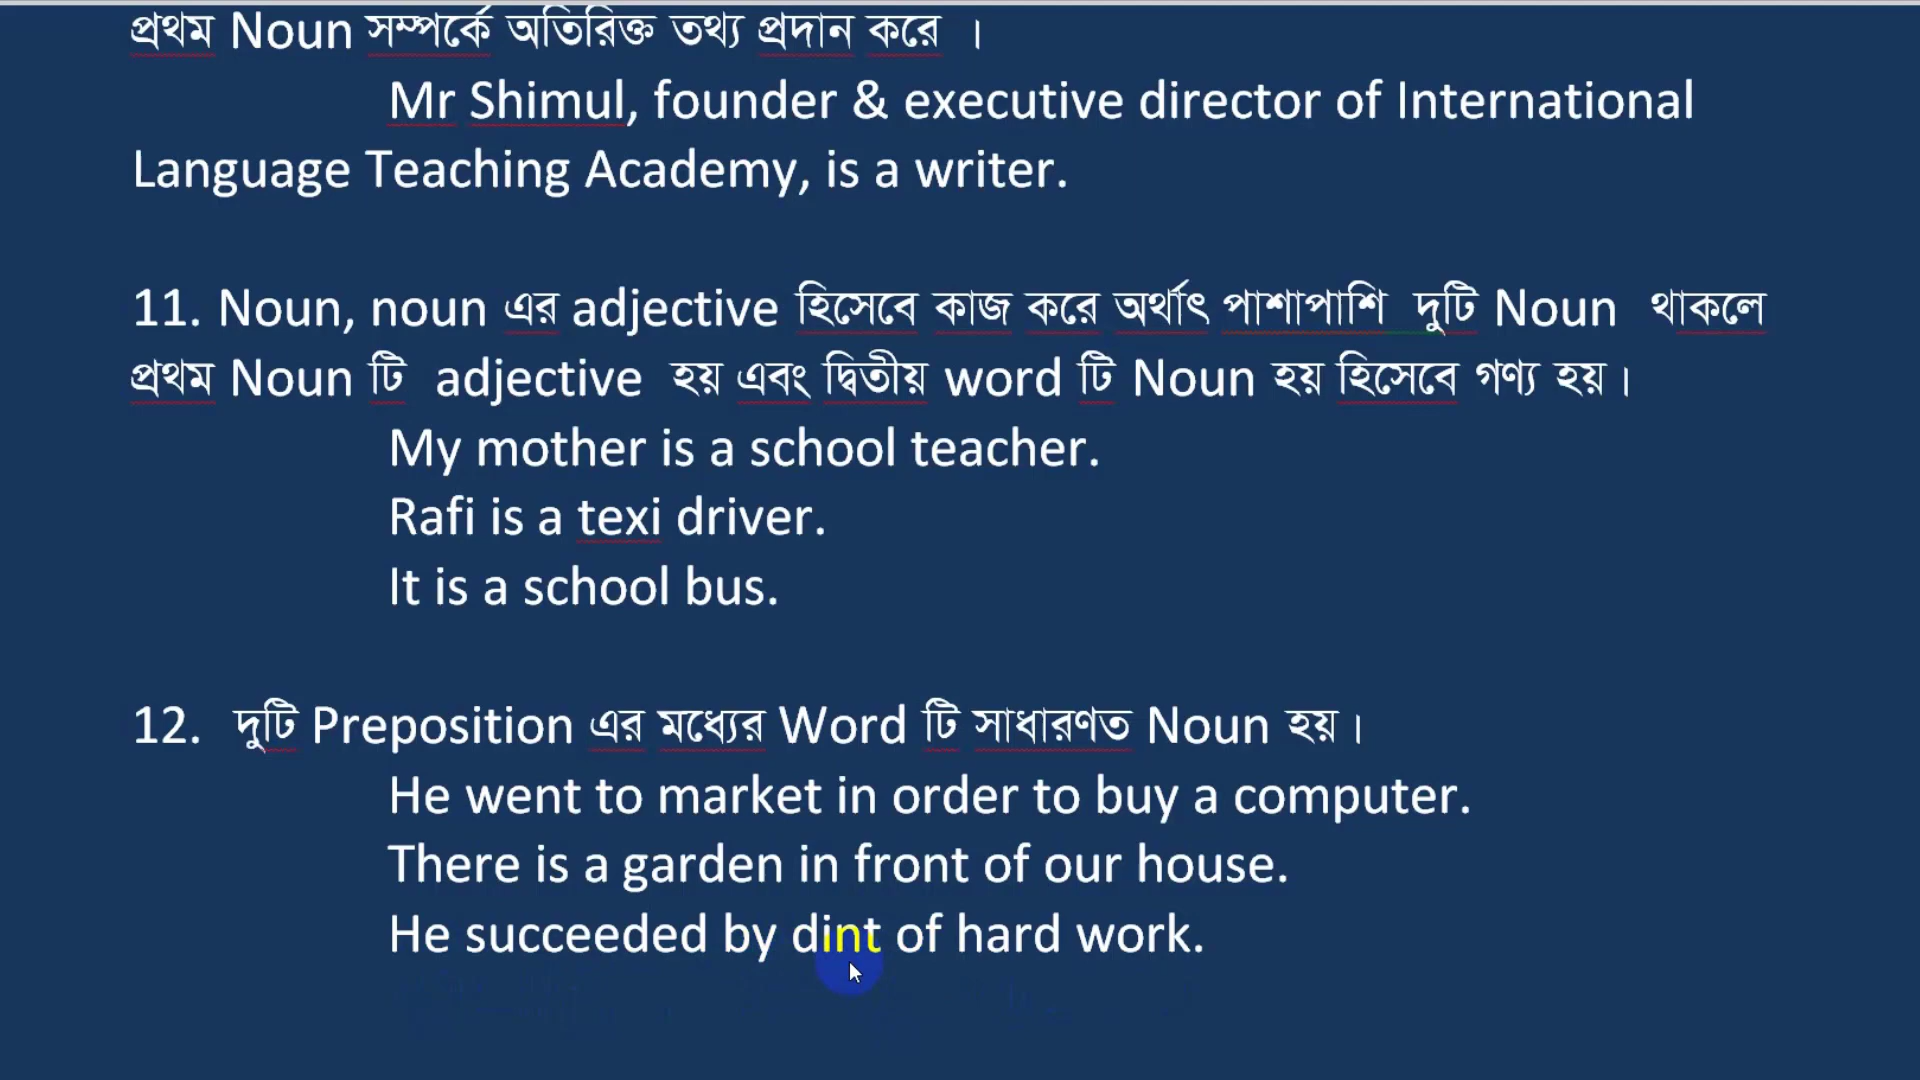 প্রথম Noun সম্পর্কে অতিরিক্ত তথ্য প্রদান করে ।
Mr Shimul, founder & executive director of International
Language Teaching Academy, is a writer.
11. Noun, noun এর adjective হিসেবে কাজ করে অর্থাৎ পাশাপাশি দুটি Noun থাকলে
প্রথম Noun টি adjective হয় এবং দ্বিতীয় word টি Noun হয় হিসেবে গণ্য হয়।
My mother is a school teacher.
Rafi is a texi driver.
It is a school bus.
12. দুটি Preposition এর মধ্যের Word টি সাধারণত Noun হয়।
He went to market in order to buy a computer.
There is a garden in front of our house.
He succeeded by dint of hard work.